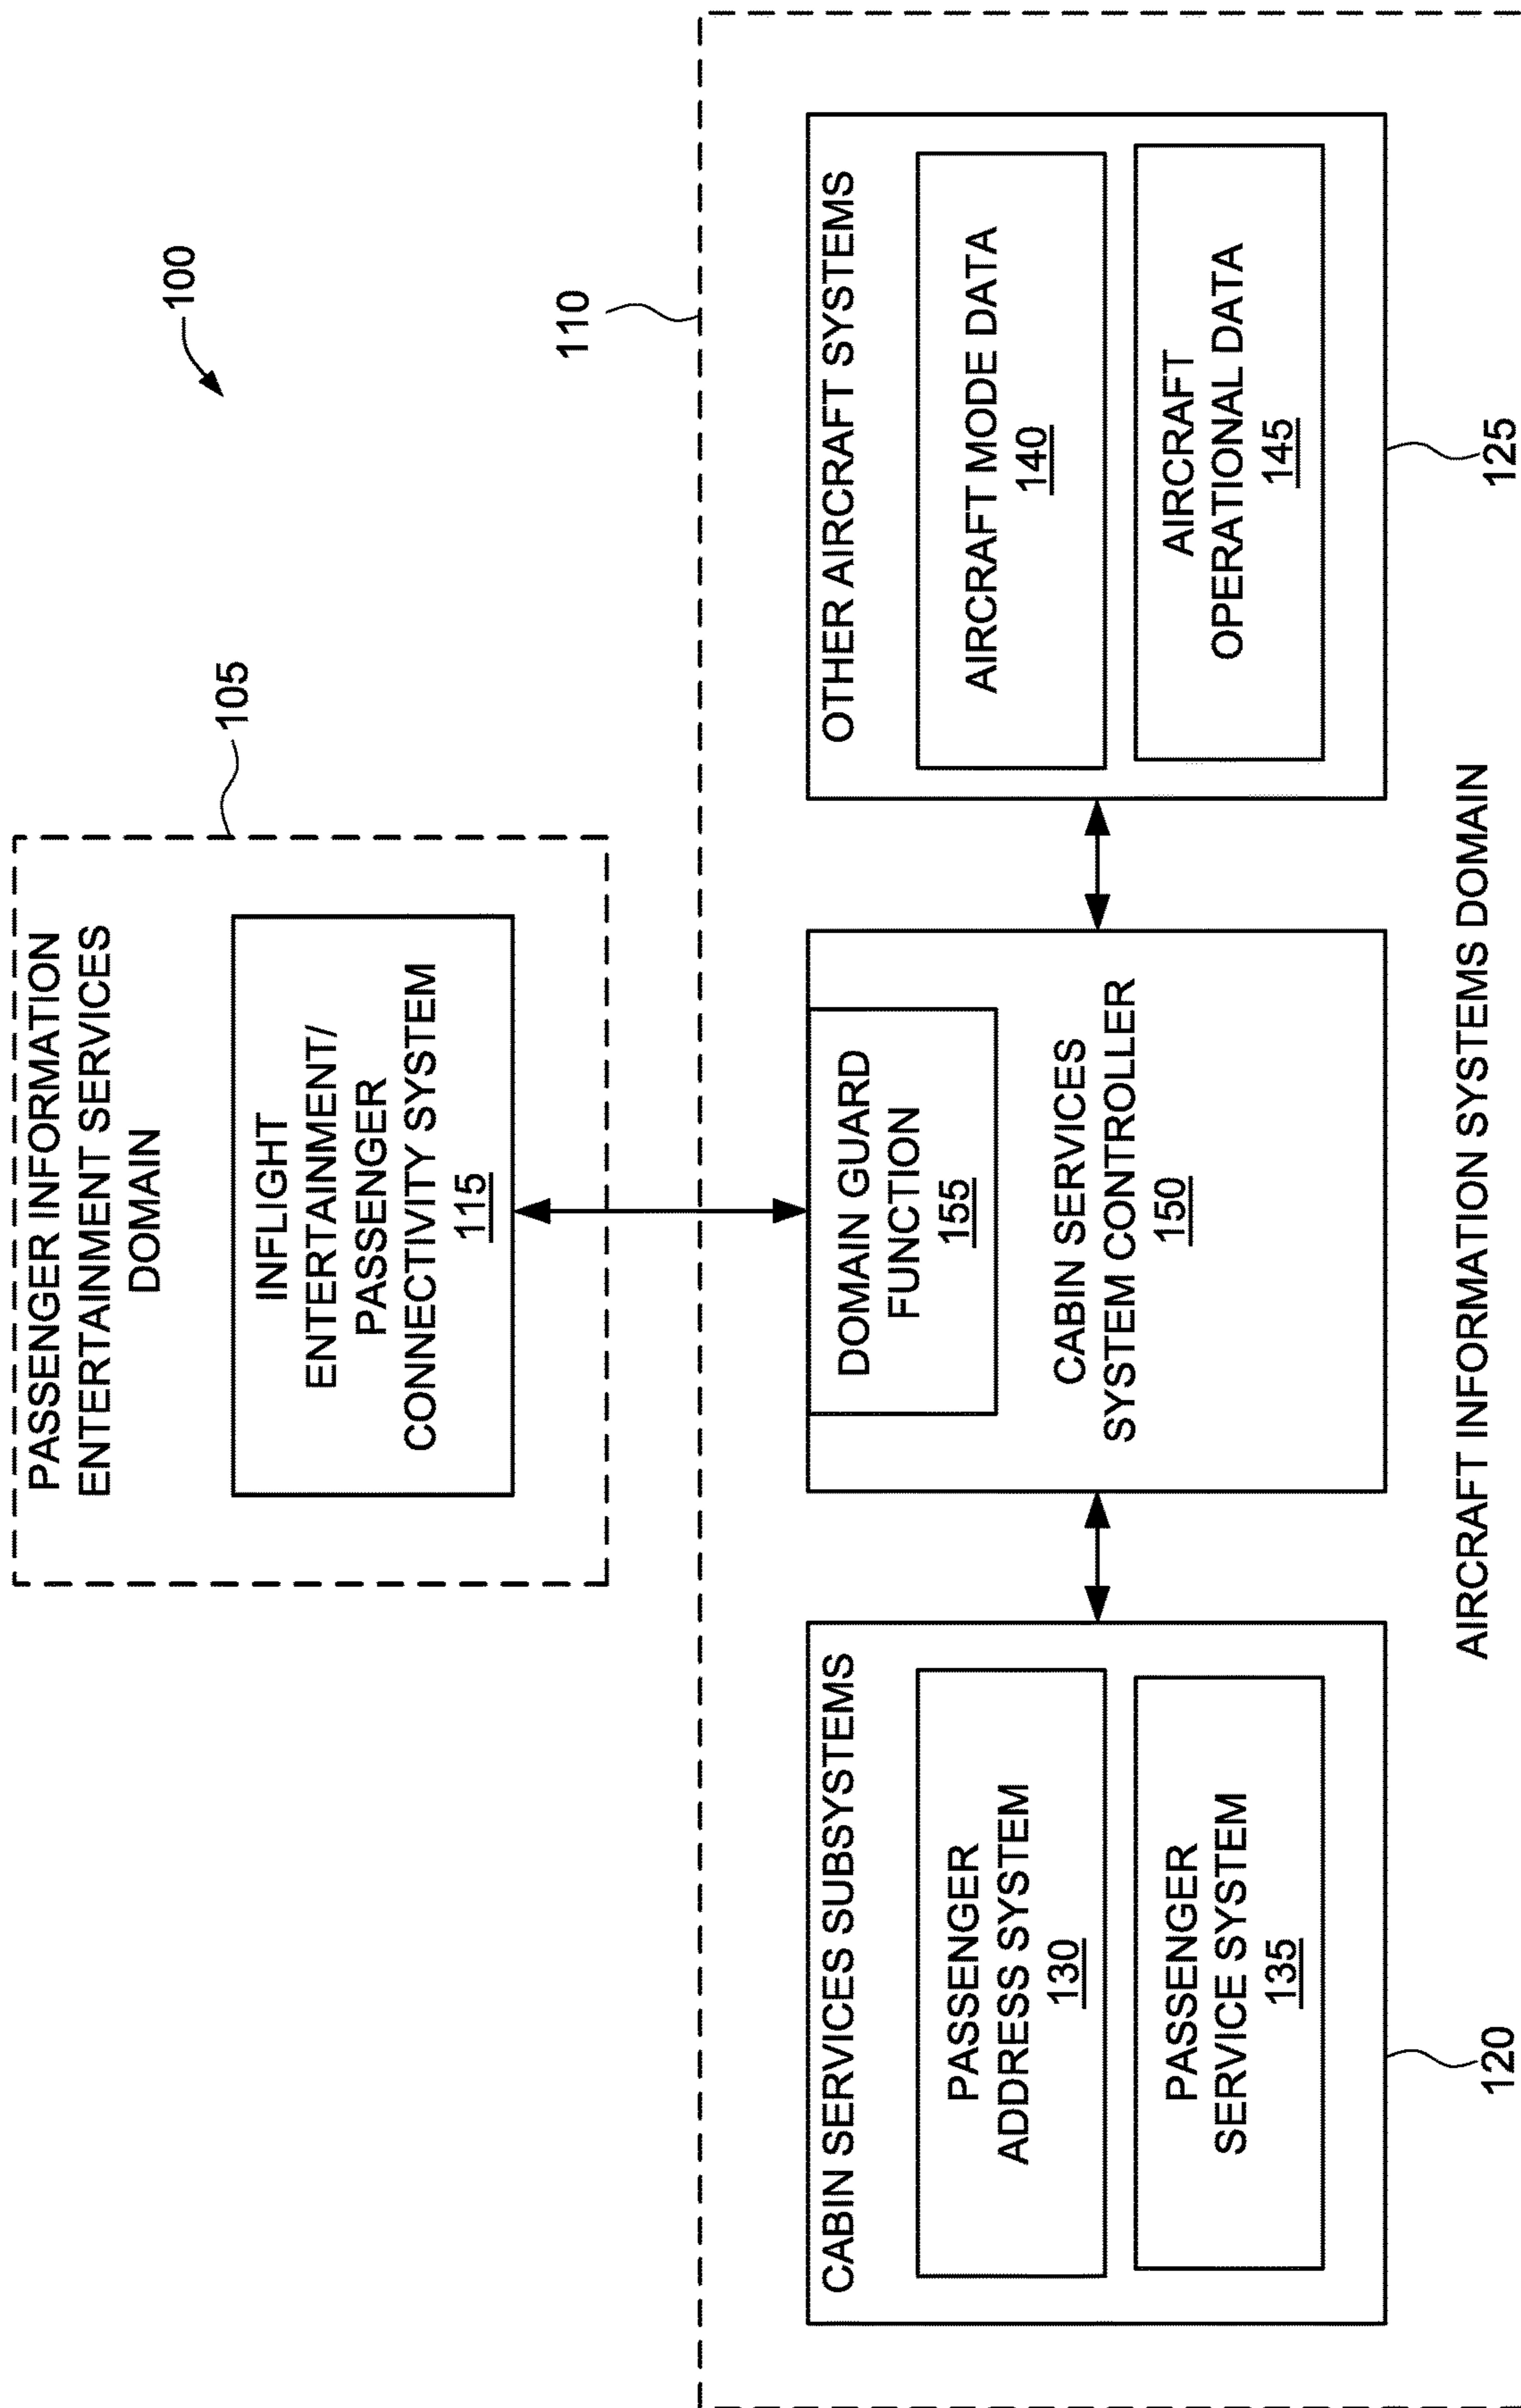 100
PASSENGER INFORMATION
ENTERTAINMENT SERVICES
DOMAIN
105
INFLIGHT
ENTERTAINMENT/
PASSENGER
CONNECTIVITY SYSTEM
115
110
CABIN SERVICES SUBSYSTEMS
PASSENGER
ADDRESS SYSTEM
130
PASSENGER
SERVICE SYSTEM
135
120
DOMAIN GUARD
FUNCTION
155
CABIN SERVICES
SYSTEM CONTROLLER
150
OTHER AIRCRAFT SYSTEMS
AIRCRAFT MODE DATA
140
AIRCRAFT
OPERATIONAL DATA
145
125
AIRCRAFT INFORMATION SYSTEMS DOMAIN